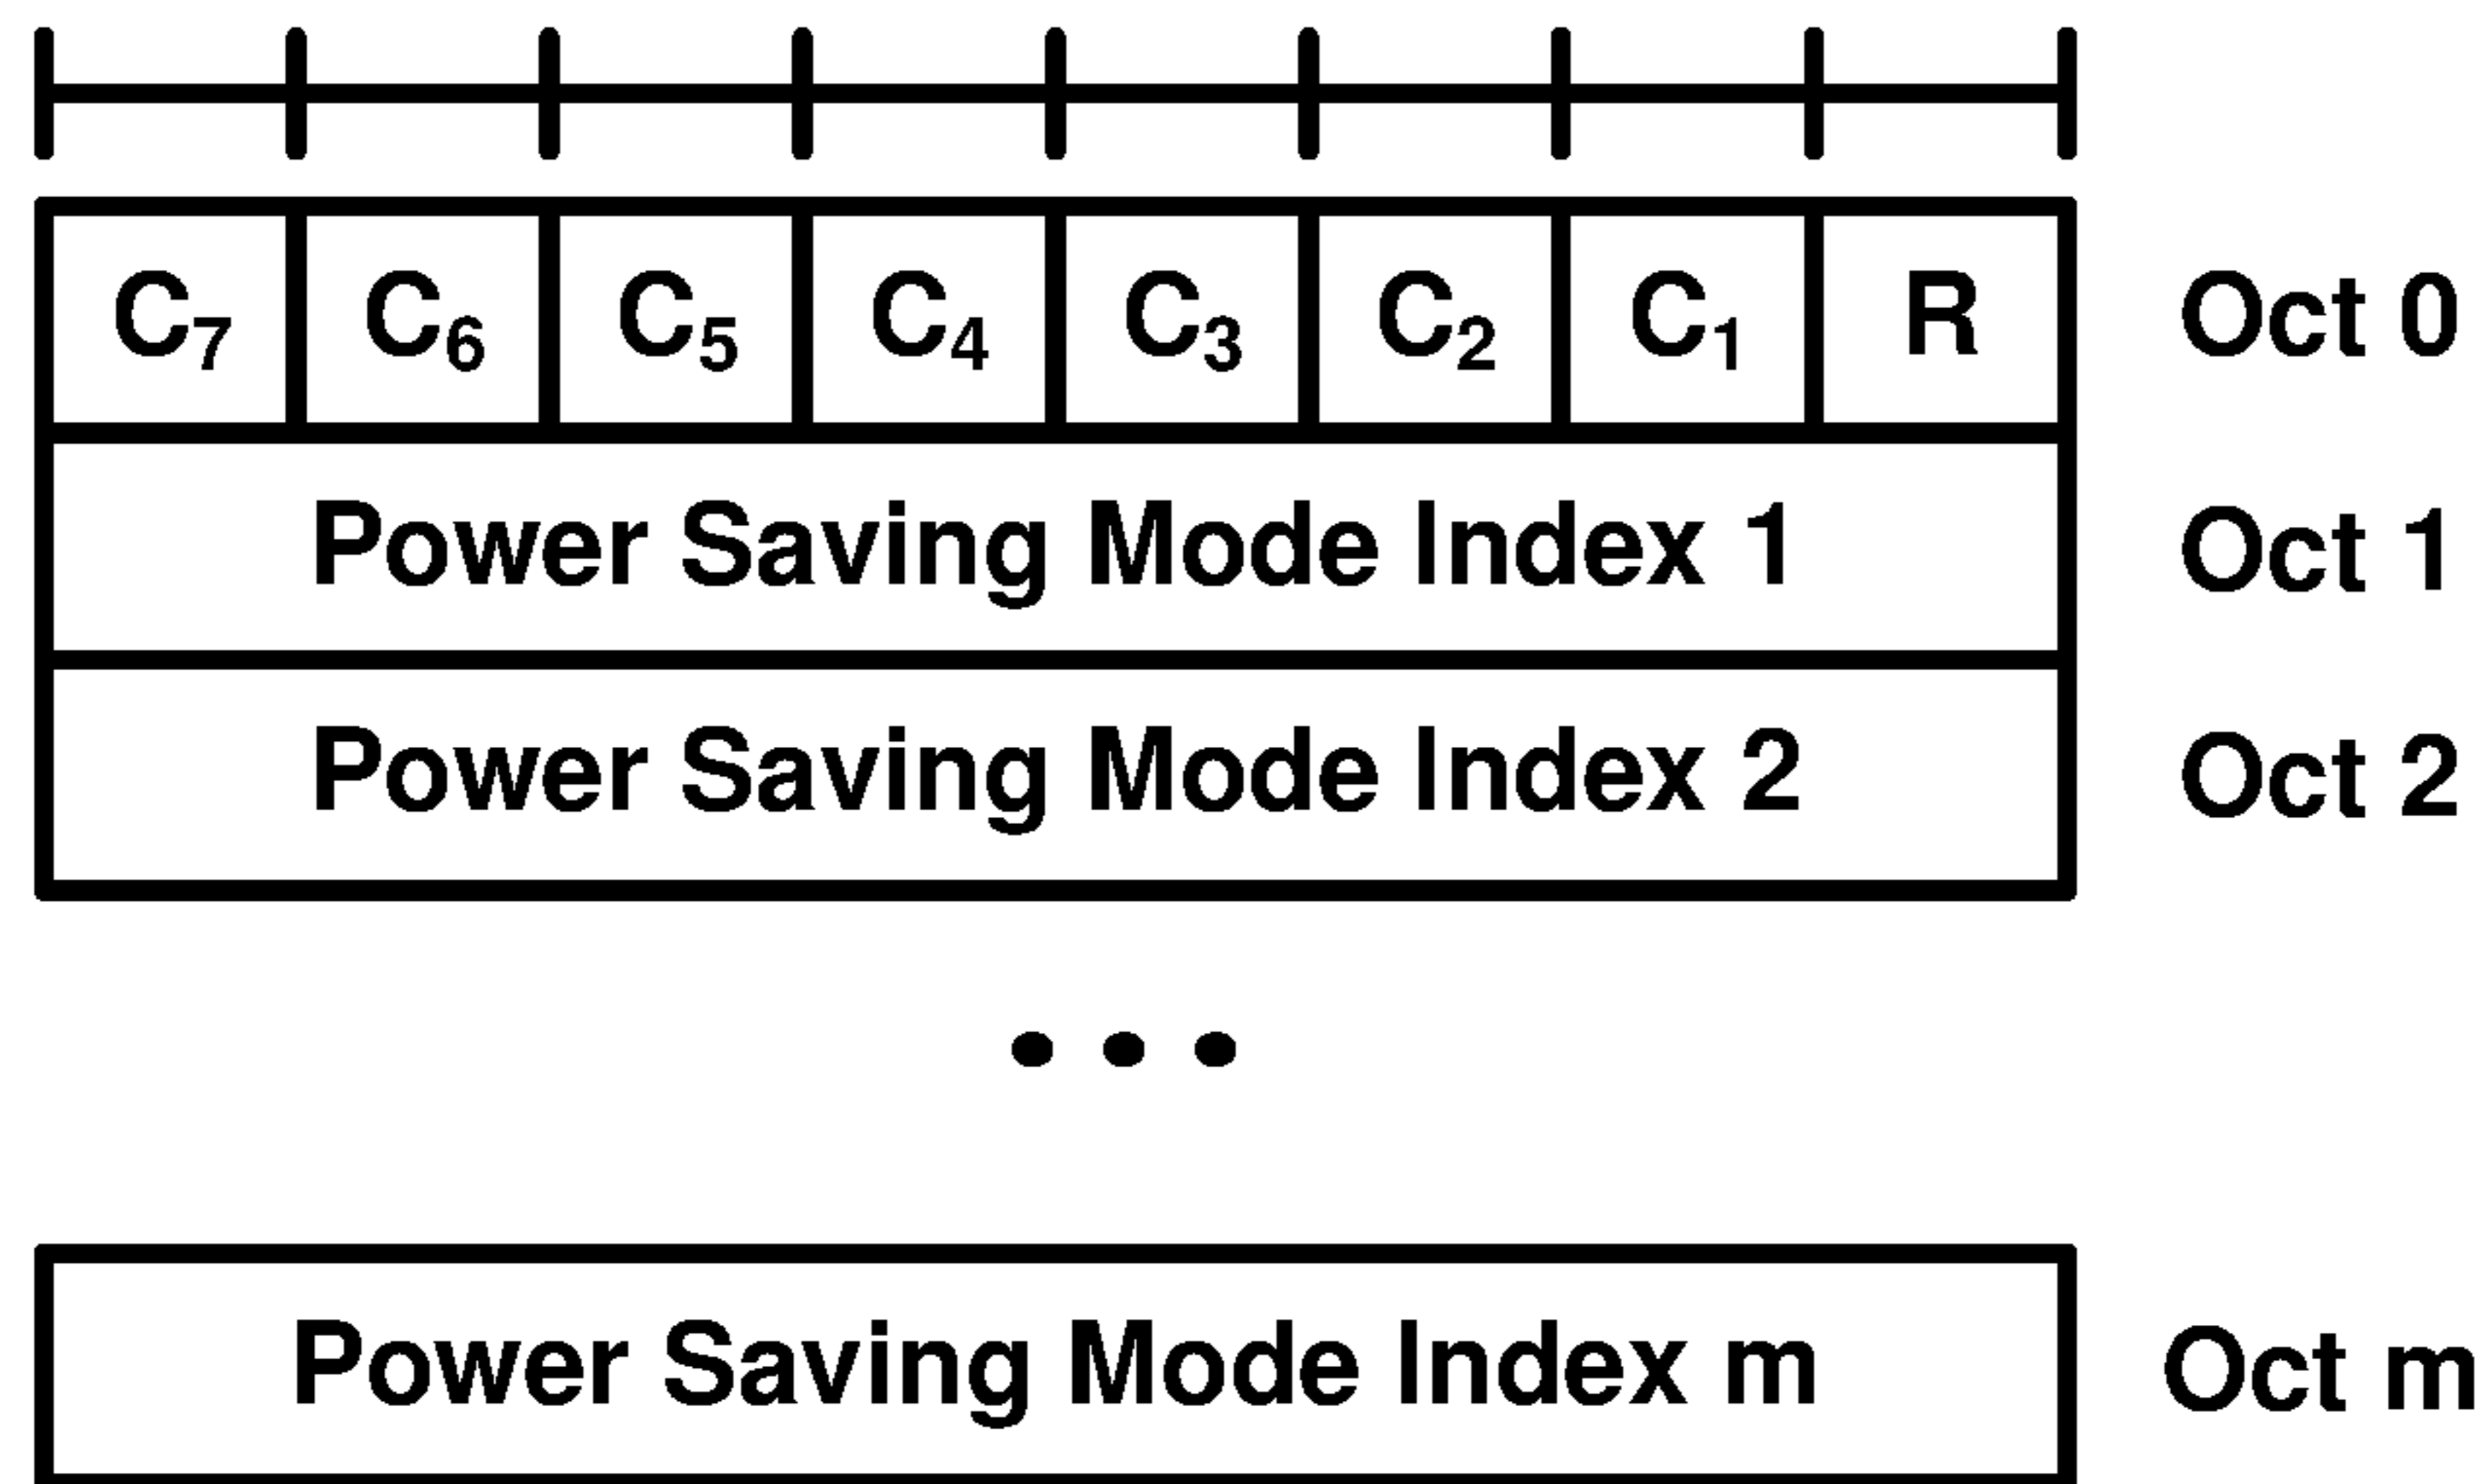 C7 C6 C5 C4 C3 C2 C1 R Oct 0
Power Saving Mode Index 1 Oct 1
Power Saving Mode Index 2 Oct 2
• • •
Power Saving Mode Index m Oct m